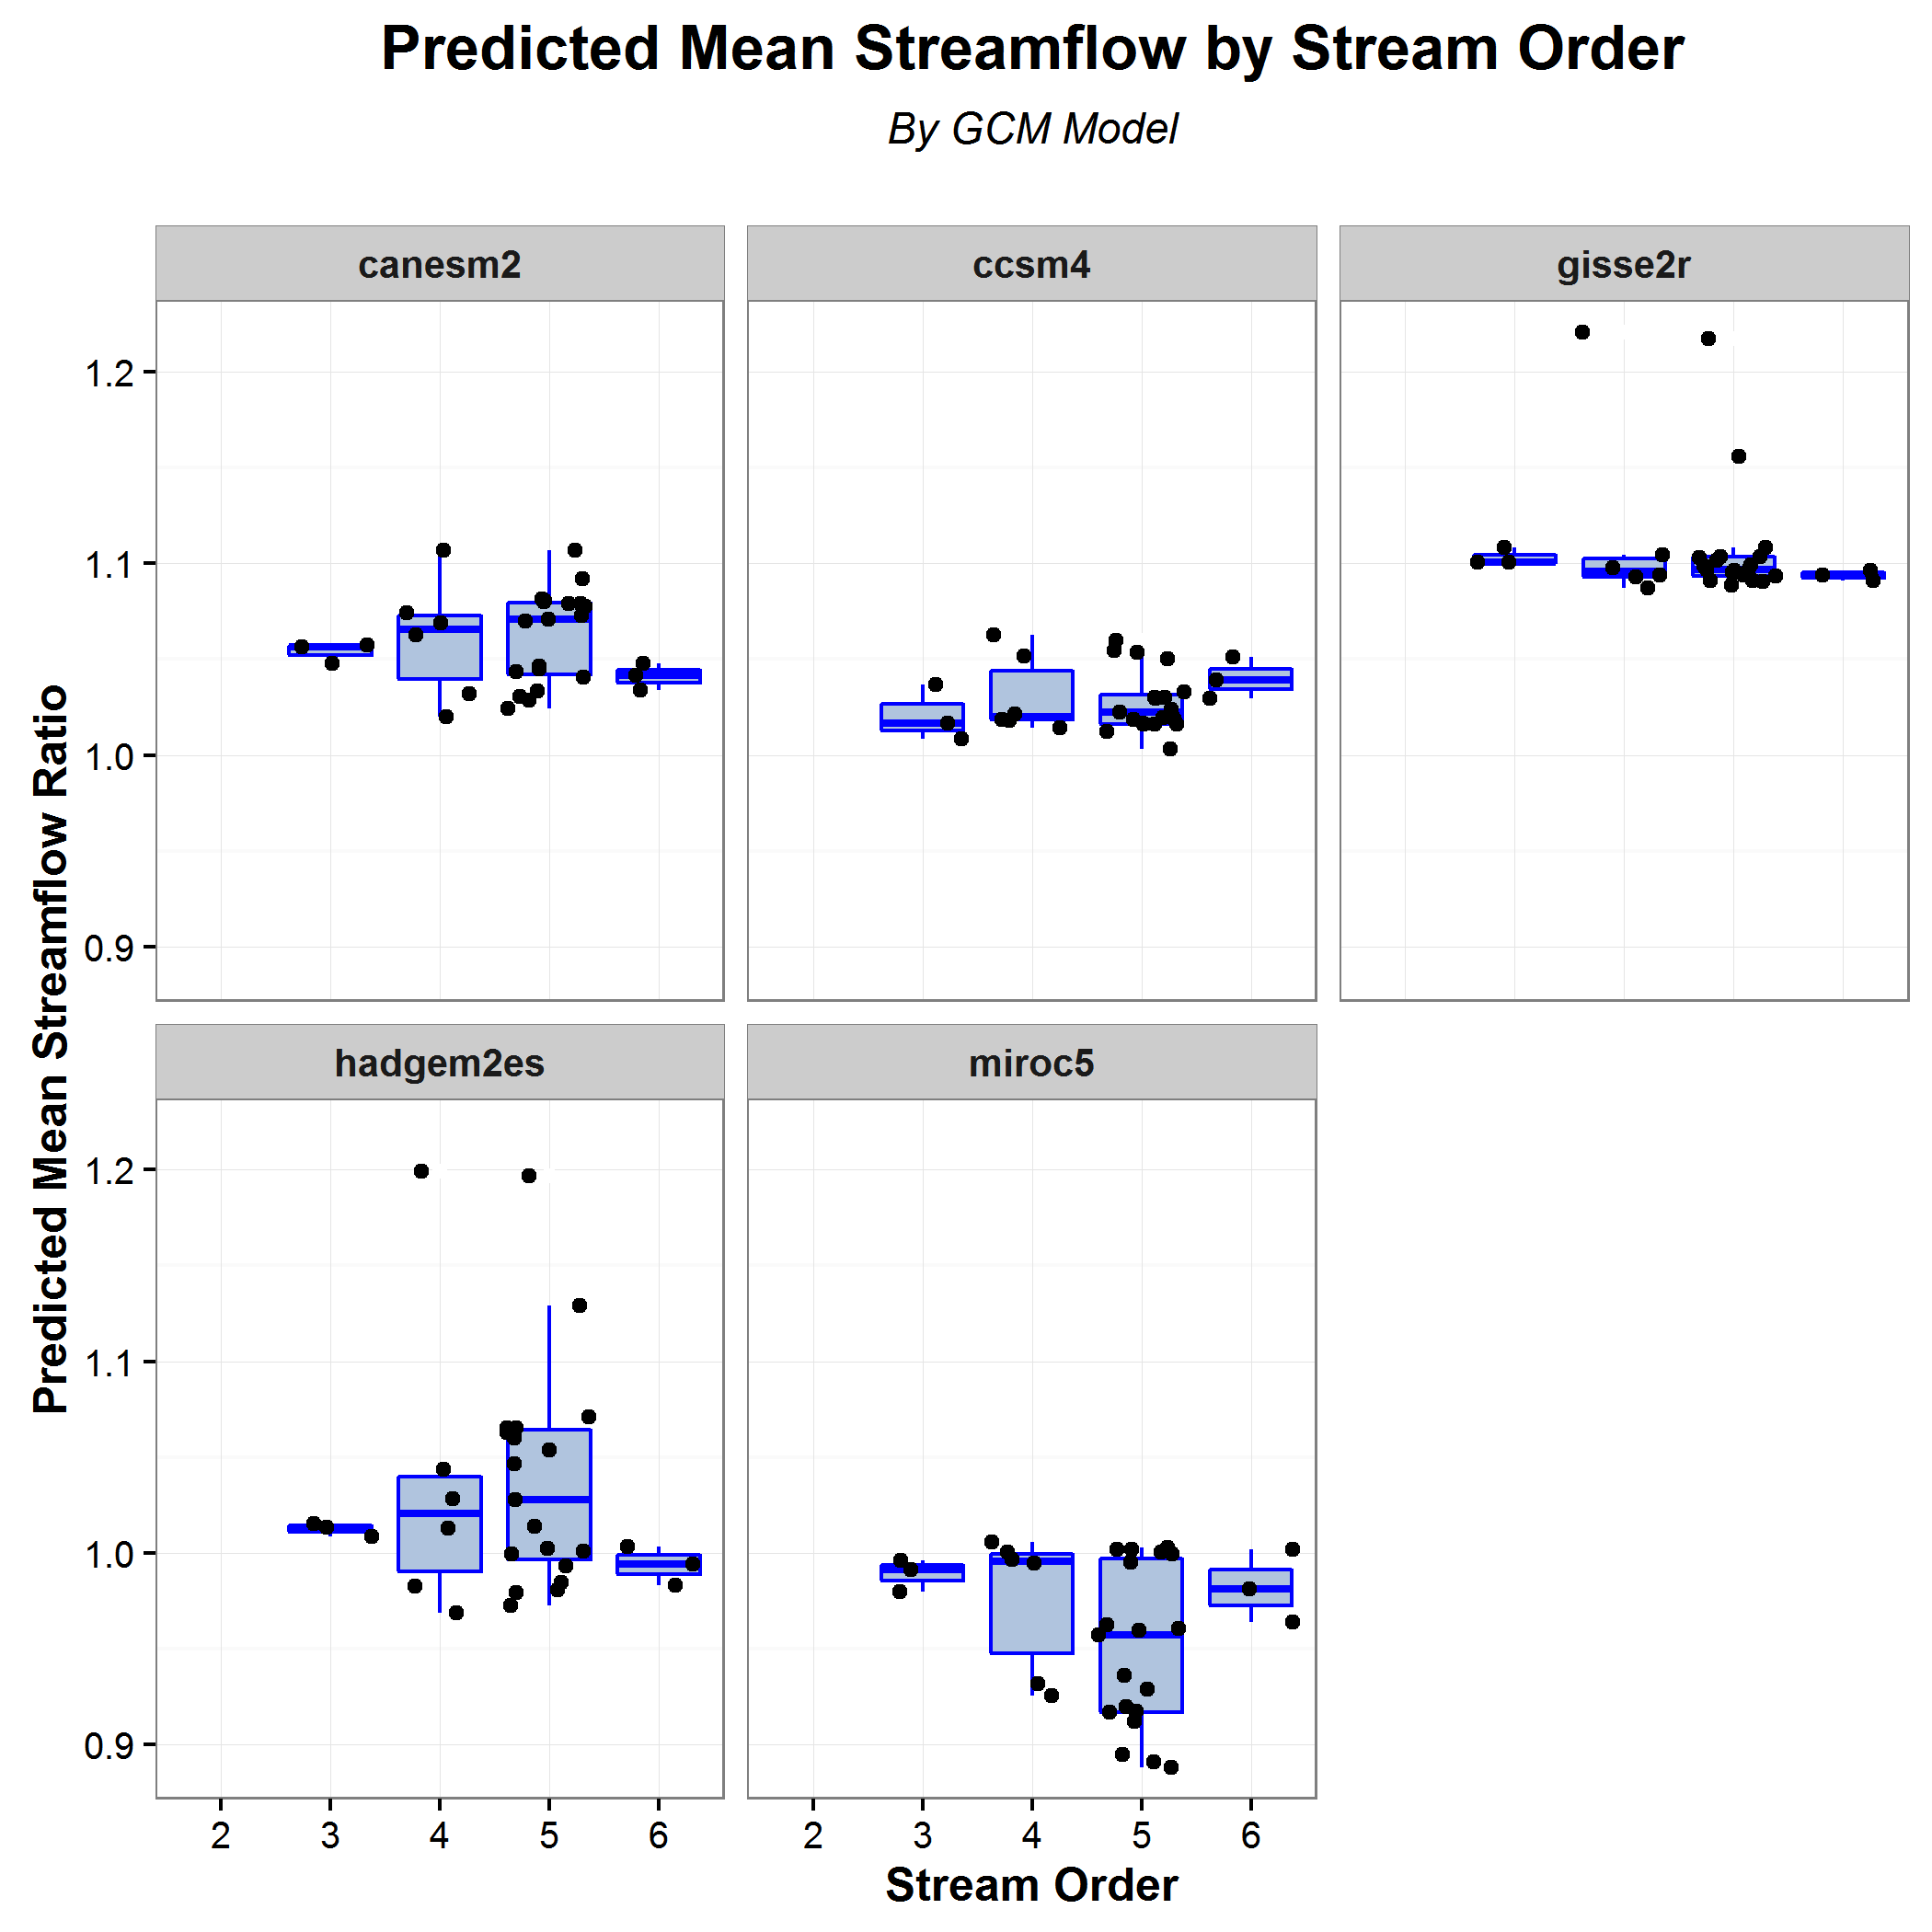 Predicted Mean Streamflow by Stream Order
By GCM Model
canesm2
ccsm4
gisse2r
1.2
1.1
1.0
0.9
Predicted Mean Streamflow Ratio
hadgem2es
miroc5
1.2
1.1
1.0
0.9
2 3 4 5 6
2 3 4 5 6
Stream Order